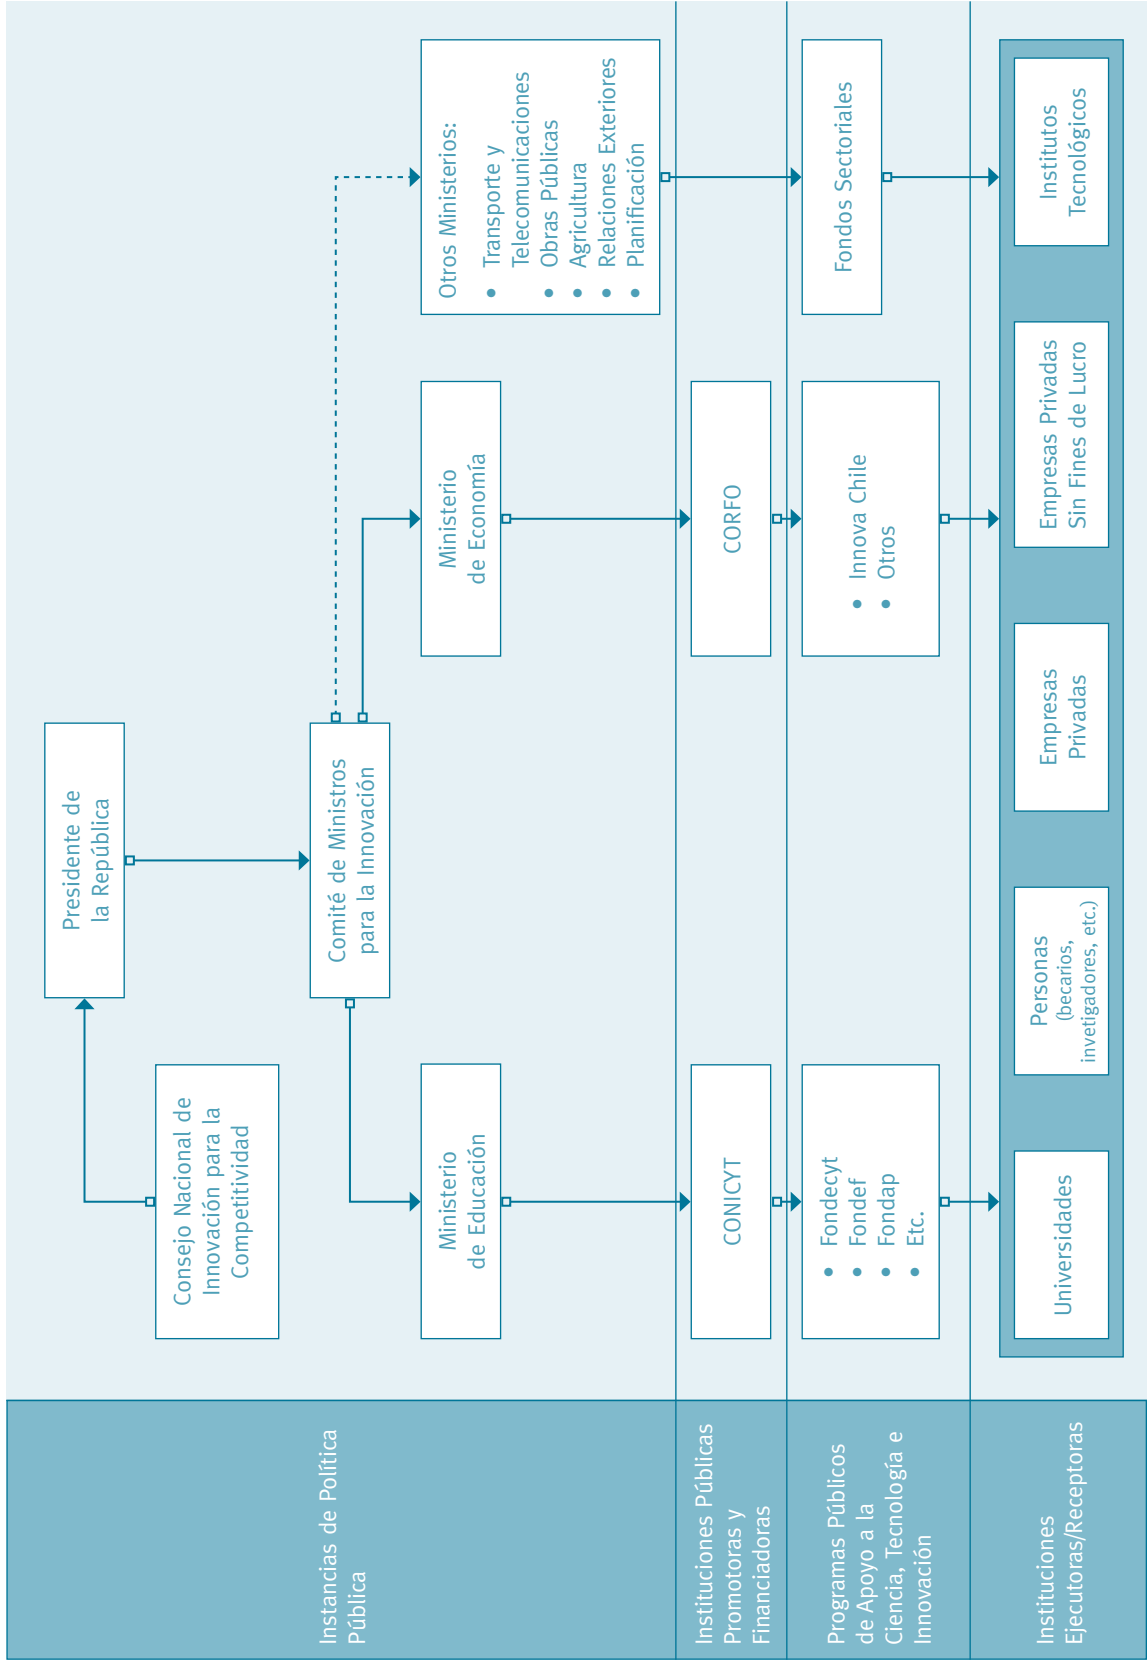 Instancias de Política
Pública
Presidente de
la República
Consejo Nacional de
Innovación para la
Competitividad
Comité de Ministros
para la Innovación
Ministerio
de Educación
Ministerio
de Economía
Otros Ministerios:
• Transporte y
Telecomunicaciones
• Obras Públicas
• Agricultura
• Relaciones Exteriores
• Planificación
Instituciones Públicas
Promotoras y
Financiadoras
CONICYT
CORFO
Programas Públicos
de Apoyo a la
Ciencia, Tecnología e
Innovación
• Fondecyt
• Fondef
• Fondap
• Etc.
• Innova Chile
• Otros
Fondos Sectoriales
Instituciones
Ejecutoras/Receptoras
Universidades
Personas
(becarios,
invetigadores, etc.)
Empresas
Privadas
Empresas Privadas
Sin Fines de Lucro
Institutos
Tecnológicos